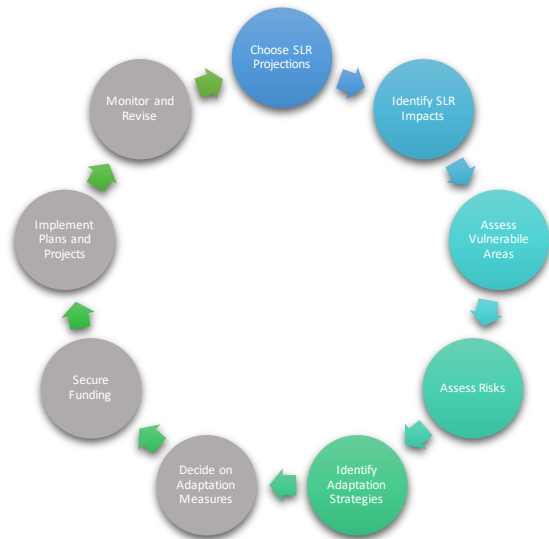 Choose SLR
Projections
Identify SLR
Impacts
Assess
Vulnerabile
Areas
Assess Risks
Identify
Adaptation
Strategies
Decide on
Adaptation
Measures
Secure
Funding
Implement
Plans and
Projects
Monitor and
Revise